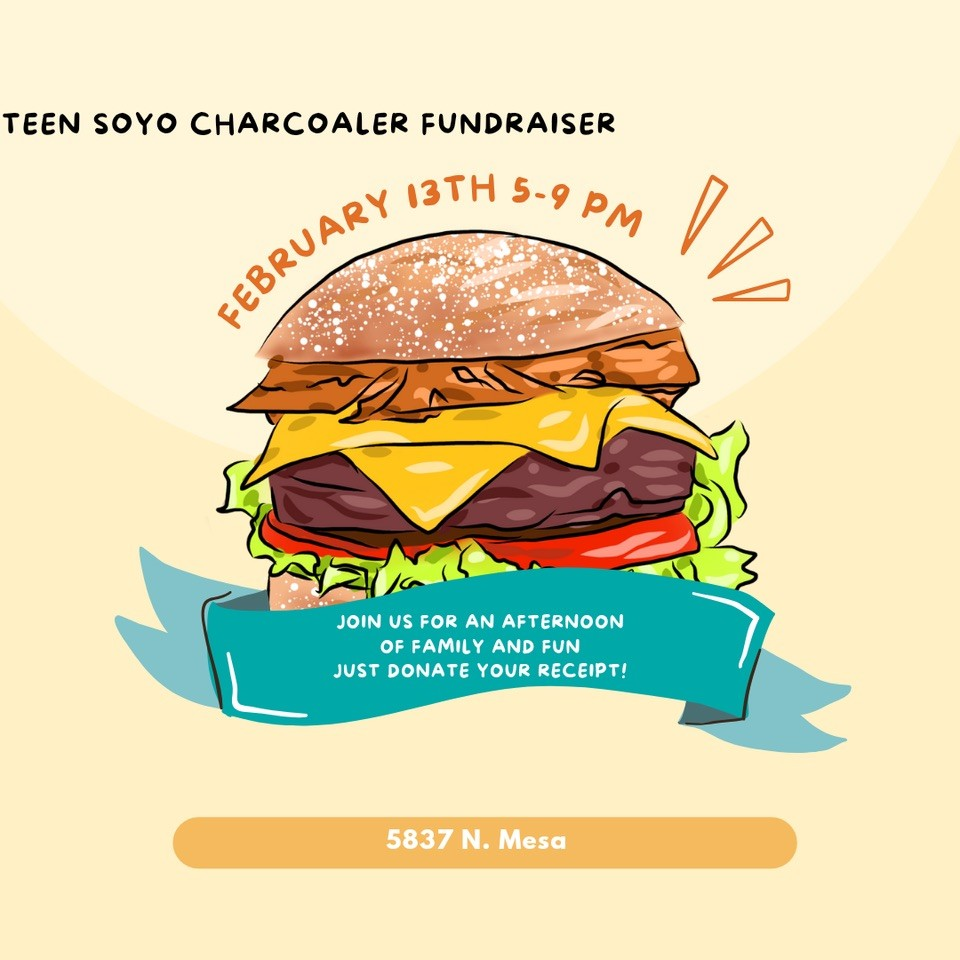 TEEN SOYO CHARCOALER FUNDRAISER
FEBRUARY 13TH 5-9 PM
JOIN US FOR AN AFTERNOON
OF FAMILY AND FUN
JUST DONATE YOUR RECEIPT!
5837 N. Mesa